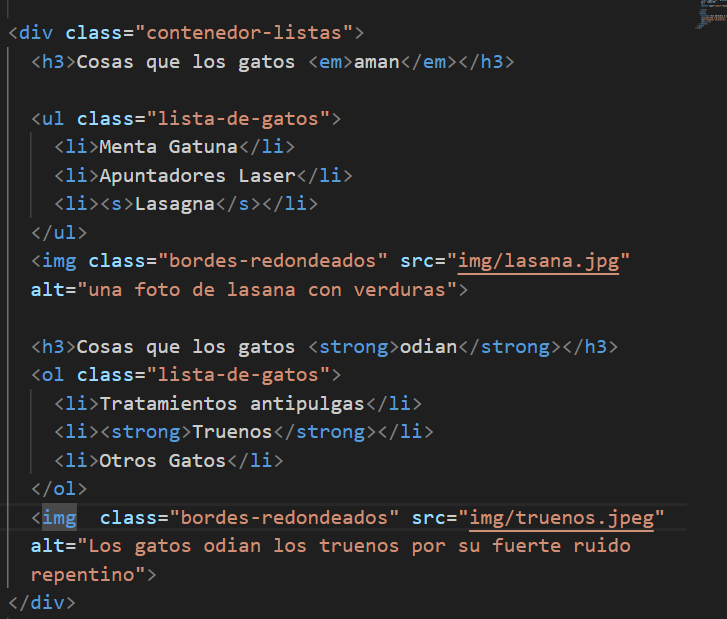 <div class="contenedor-listas">
<h3>Cosas que los gatos <em>aman</em></h3>
<ul class="lista-de-gatos">
<li>Menta Gatuna</li>
<li>Apuntadores Laser</li>
<li><s>Lasagna</s></li>
</ul>
<img class="bordes-redondeados" src="img/lasana.jpg"
alt="una foto de lasana con verduras">
<h3>Cosas que los gatos <strong>odian</strong></h3>
<ol class="lista-de-gatos">
<li>Tratamientos antipulgas</li>
<li><strong>Truenos</strong></li>
<li>Otros Gatos</li>
</ol>
<img  class="bordes-redondeados" src="img/truenos.jpeg"
alt="Los gatos odian los truenos por su fuerte ruido
repentino">
</div>